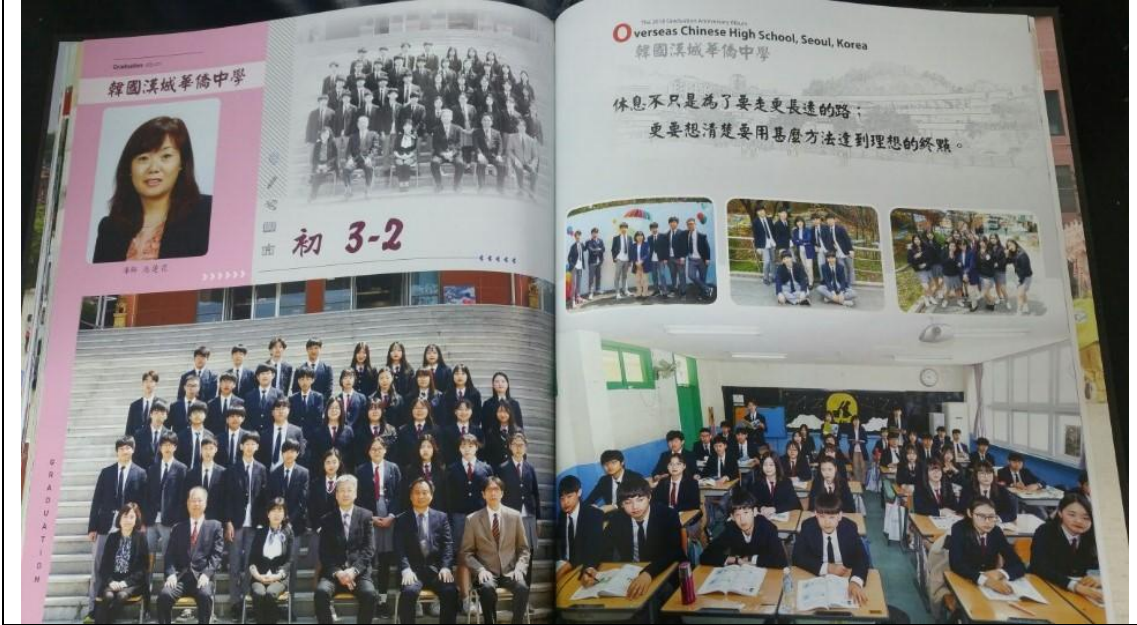 Graduation album
韓國漢城華僑中學
初 3-2
GRADUATION
The 2018 Graduation Anniversary Album
Overseas Chinese High School, Seoul, Korea
韓國漢城華僑中學
休息不只是為了要走更長遠的路；
更要想清楚要用甚麼方法達到理想的終點。